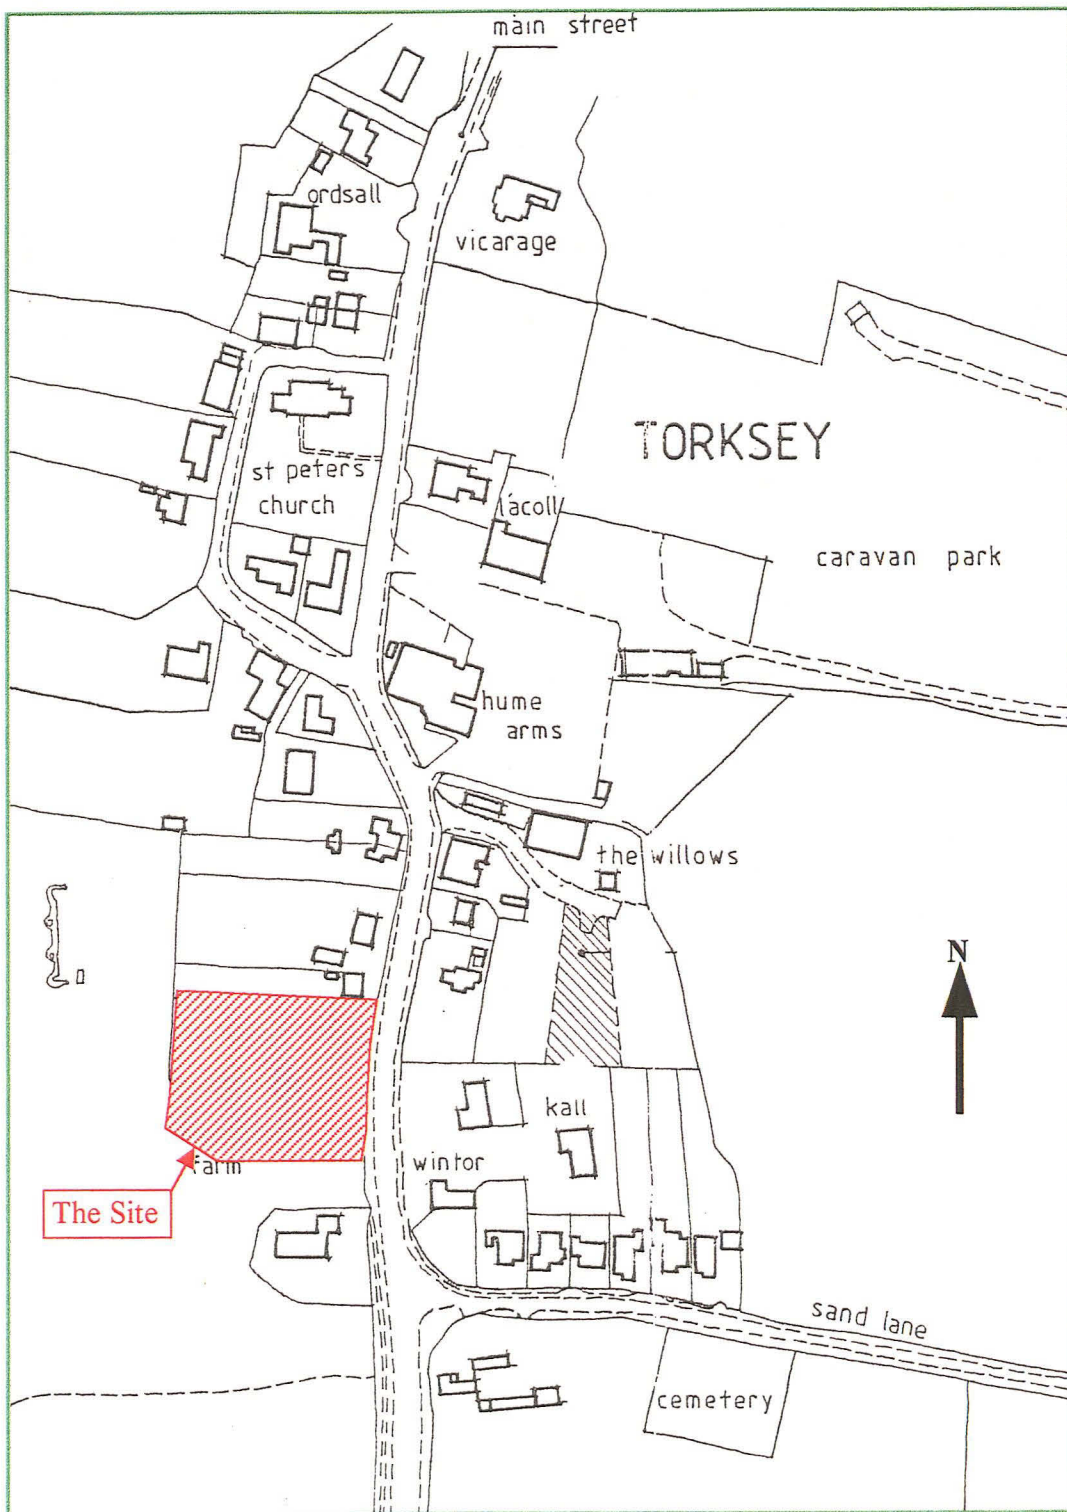 main street
ordsall
vicarage
TORKSEY
st peters
church
lacoll
caravan park
hume
arms
the willows
N
kall
farm
wintor
The Site
sand lane
cemetery